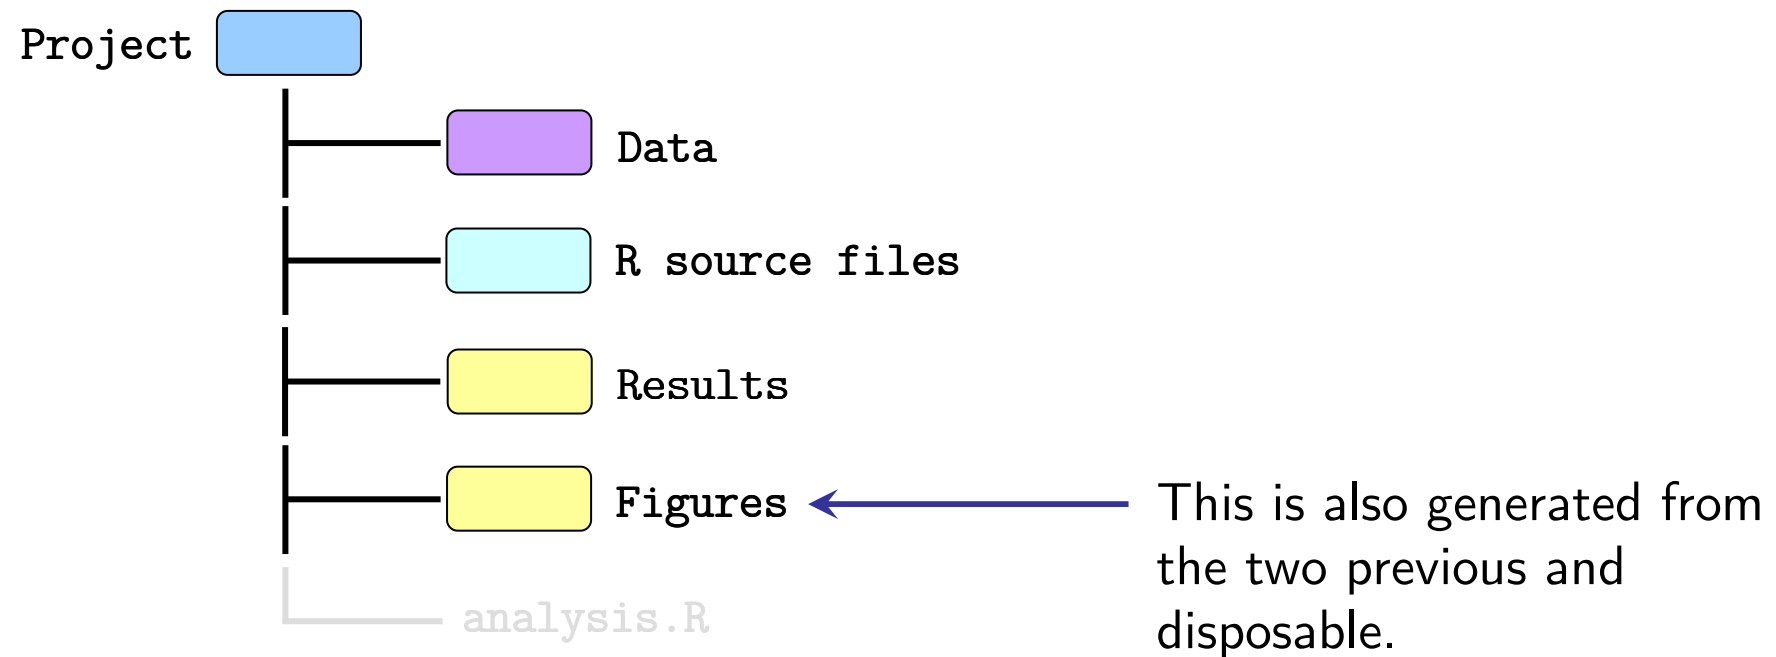 Project
Data
R source files
Results
Figures
This is also generated from
the two previous and
disposable.
analysis.R